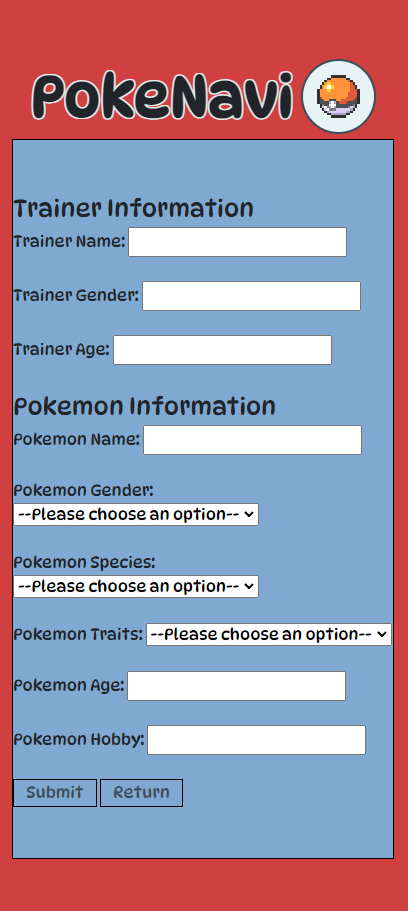 PokeNavi
Trainer Information
Trainer Name:
Trainer Gender:
Trainer Age:
Pokemon Information
Pokemon Name:
Pokemon Gender:
--Please choose an option--
Pokemon Species:
--Please choose an option--
Pokemon Traits: --Please choose an option--
Pokemon Age:
Pokemon Hobby:
Submit Return